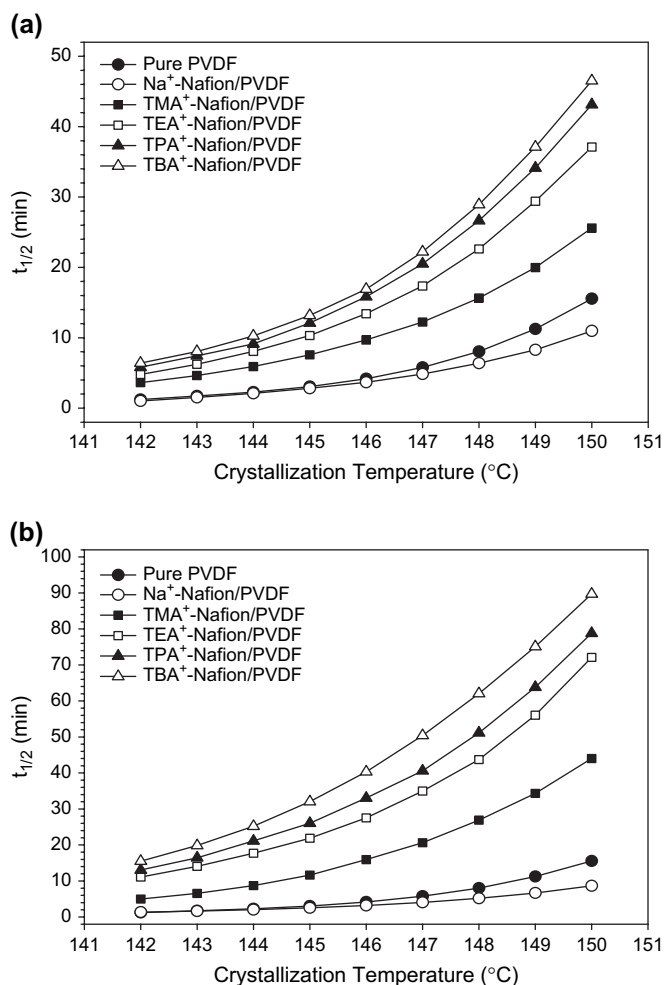 (a)
50
40
30
20
10
0
t1/2 (min)
Pure PVDF
Na+-Nafion/PVDF
TMA+-Nafion/PVDF
TEA+-Nafion/PVDF
TPA+-Nafion/PVDF
TBA+-Nafion/PVDF
141 142 143 144 145 146 147 148 149 150 151
Crystallization Temperature (°C)
(b)
100
90
80
70
60
50
40
30
20
10
0
t1/2 (min)
Pure PVDF
Na+-Nafion/PVDF
TMA+-Nafion/PVDF
TEA+-Nafion/PVDF
TPA+-Nafion/PVDF
TBA+-Nafion/PVDF
141 142 143 144 145 146 147 148 149 150 151
Crystallization Temperature (°C)